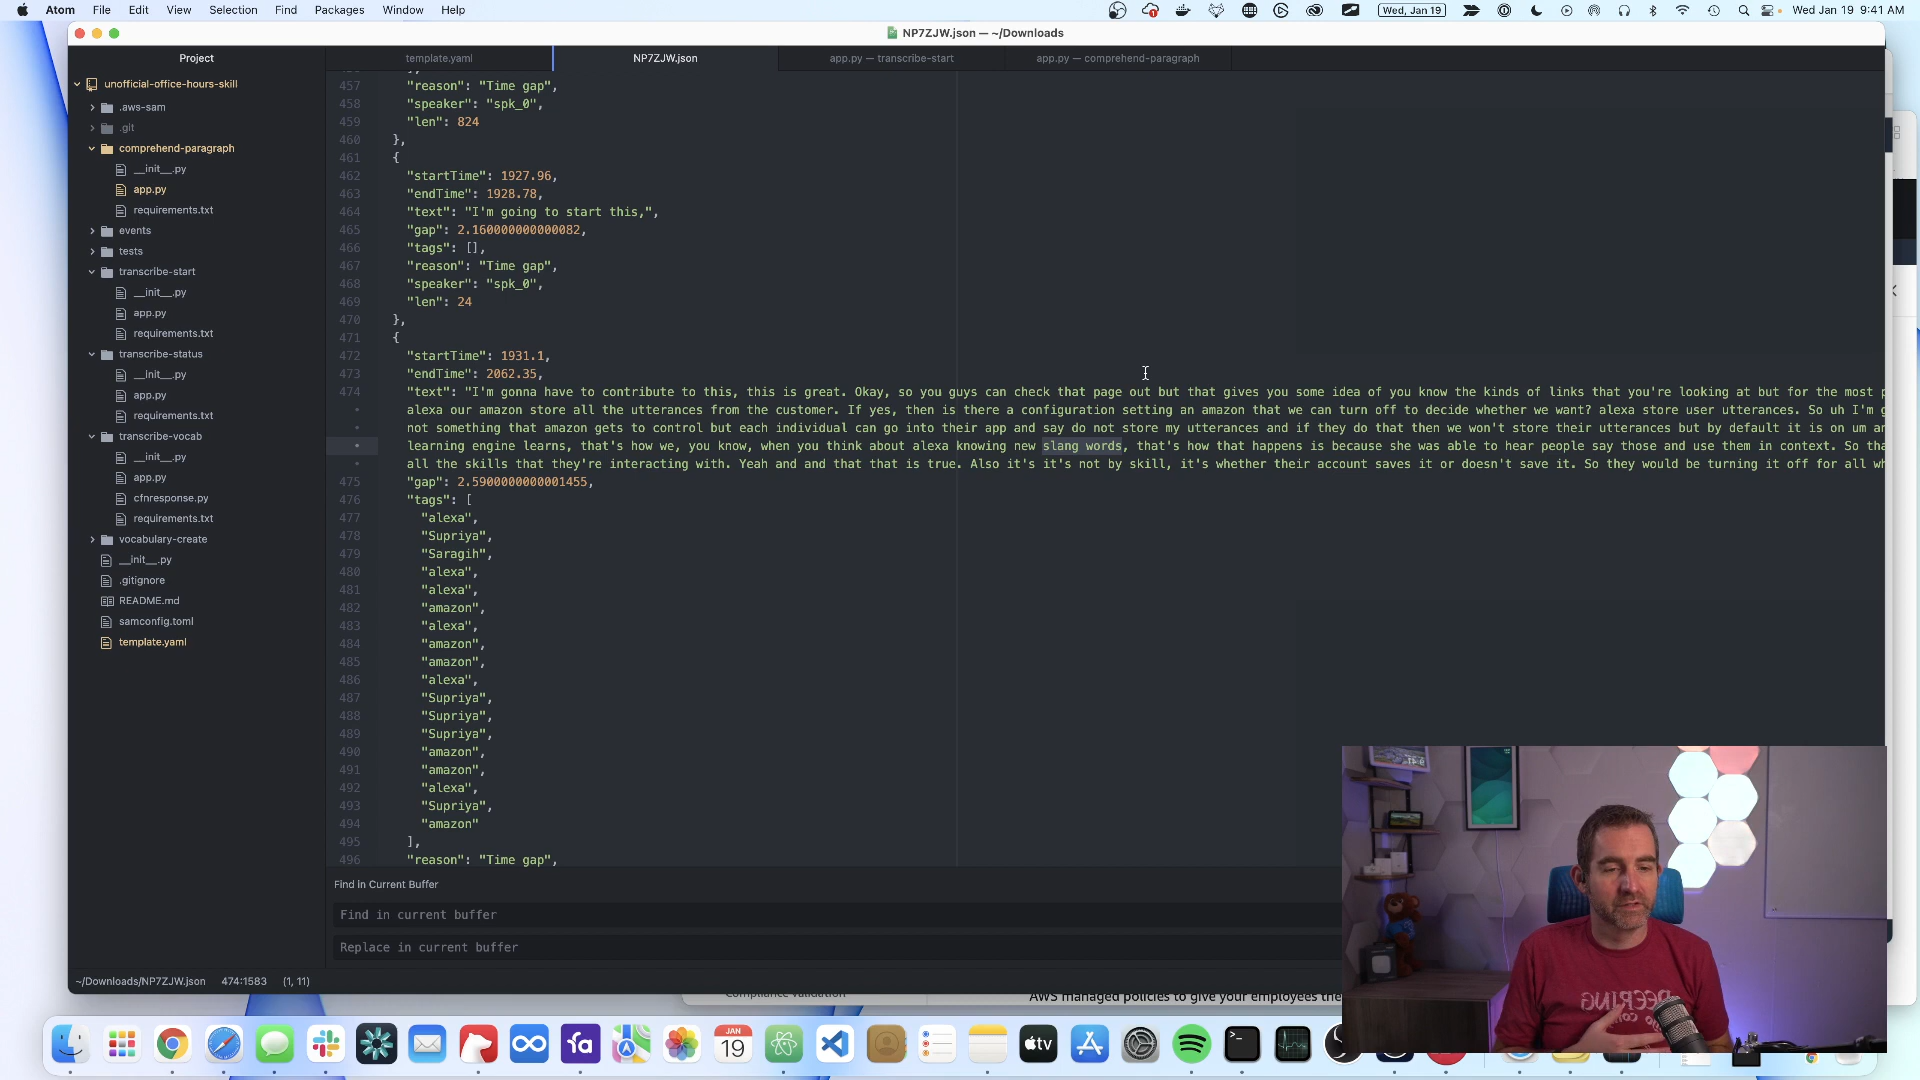 Atom File Edit View Selection Find Packages Window Help
Wed, Jan 19
Wed Jan 19 9:41 AM
NP7ZJW.json — ~/Downloads
Project
template.yaml
NP7ZJW.json
app.py — transcribe-start
app.py — comprehend-paragraph
unofficial-office-hours-skill
.aws-sam
.git
comprehend-paragraph
__init__.py
app.py
requirements.txt
events
tests
transcribe-start
__init__.py
app.py
requirements.txt
transcribe-status
__init__.py
app.py
requirements.txt
transcribe-vocab
__init__.py
app.py
cfnresponse.py
requirements.txt
vocabulary-create
__init__.py
.gitignore
README.md
samconfig.toml
template.yaml
457 "reason": "Time gap",
458 "speaker": "spk_0",
459 "len": 824
460 },
461 {
462 "startTime": 1927.96,
463 "endTime": 1928.78,
464 "text": "I'm going to start this,",
465 "gap": 2.160000000000082,
466 "tags": [],
467 "reason": "Time gap",
468 "speaker": "spk_0",
469 "len": 24
470 },
471 {
472 "startTime": 1931.1,
473 "endTime": 2062.35,
474 "text": "I'm gonna have to contribute to this, this is great. Okay, so you guys can check that page out but that gives you some idea of you know the kinds of links that you're looking at but for the most p
alexa our amazon store all the utterances from the customer. If yes, then is there a configuration setting an amazon that we can turn off to decide whether we want? alexa store user utterances. So uh I'm g
not something that amazon gets to control but each individual can go into their app and say do not store my utterances and if they do that then we won't store their utterances but by default it is on um an
learning engine learns, that's how we, you know, when you think about alexa knowing new slang words, that's how that happens is because she was able to hear people say those and use them in context. So tha
all the skills that they're interacting with. Yeah and and that that is true. Also it's it's not by skill, it's whether their account saves it or doesn't save it. So they would be turning it off for all wh
475 "gap": 2.5900000000001455,
476 "tags": [
477 "alexa",
478 "Supriya",
479 "Saragih",
480 "alexa",
481 "alexa",
482 "amazon",
483 "alexa",
484 "amazon",
485 "amazon",
486 "alexa",
487 "Supriya",
488 "Supriya",
489 "Supriya",
490 "amazon",
491 "amazon",
492 "alexa",
493 "Supriya",
494 "amazon"
495 ],
496 "reason": "Time gap",
Find in Current Buffer
Find in current buffer
Replace in current buffer
~/Downloads/NP7ZJW.json 474:1583 (1, 11)
AWS managed policies to give your employees the
JAN
19
tv